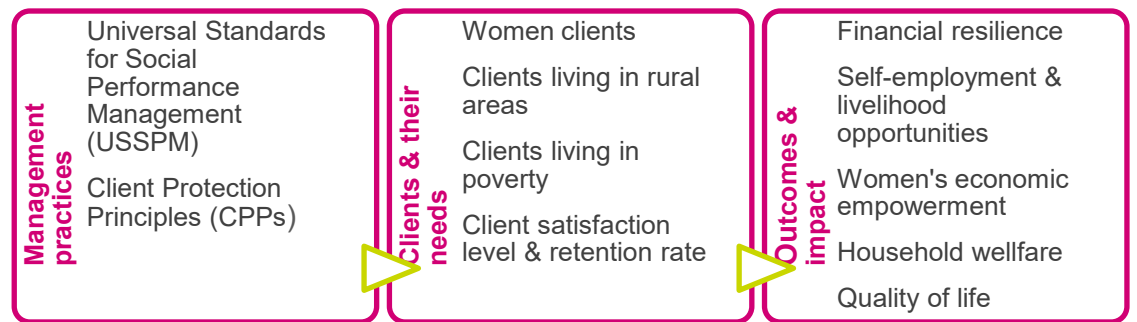 Management
practices
Universal Standards
for Social
Performance
Management
(USSPM)
Client Protection
Principles (CPPs)
Clients & their
needs
Women clients
Clients living in rural
areas
Clients living in
poverty
Client satisfaction
level & retention rate
Outcomes &
impact
Financial resilience
Self-employment &
livelihood
opportunities
Women's economic
empowerment
Household wellfare
Quality of life